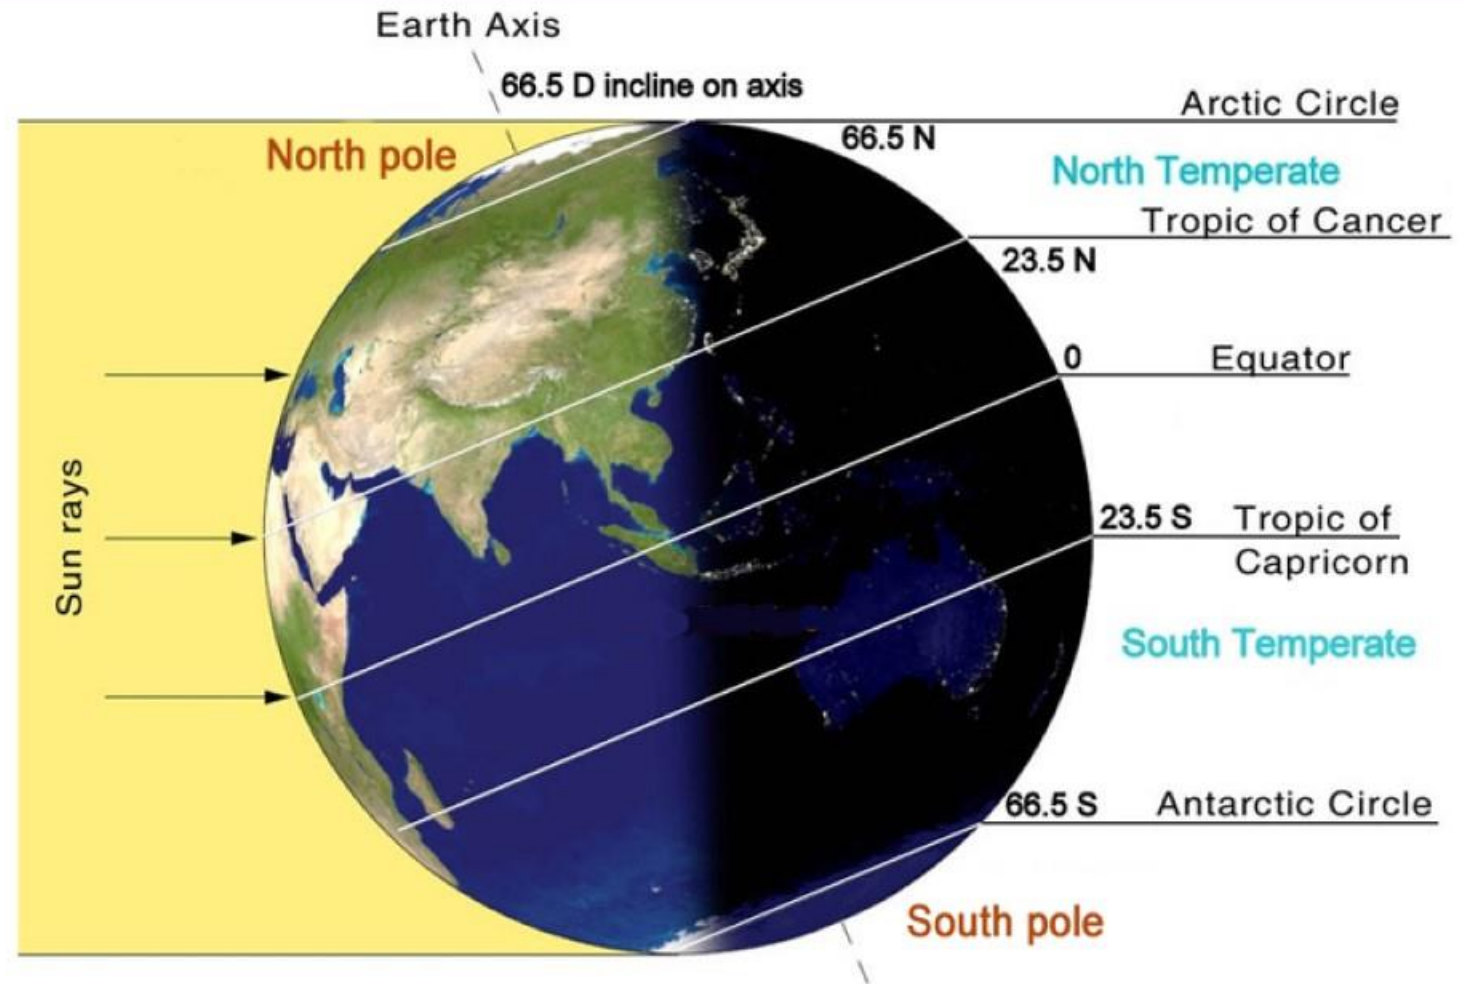 Earth Axis
66.5 D incline on axis
Arctic Circle
66.5 N
North pole
North Temperate
Tropic of Cancer
23.5 N
0
Equator
Sun rays
23.5 S
Tropic of
Capricorn
South Temperate
66.5 S
Antarctic Circle
South pole